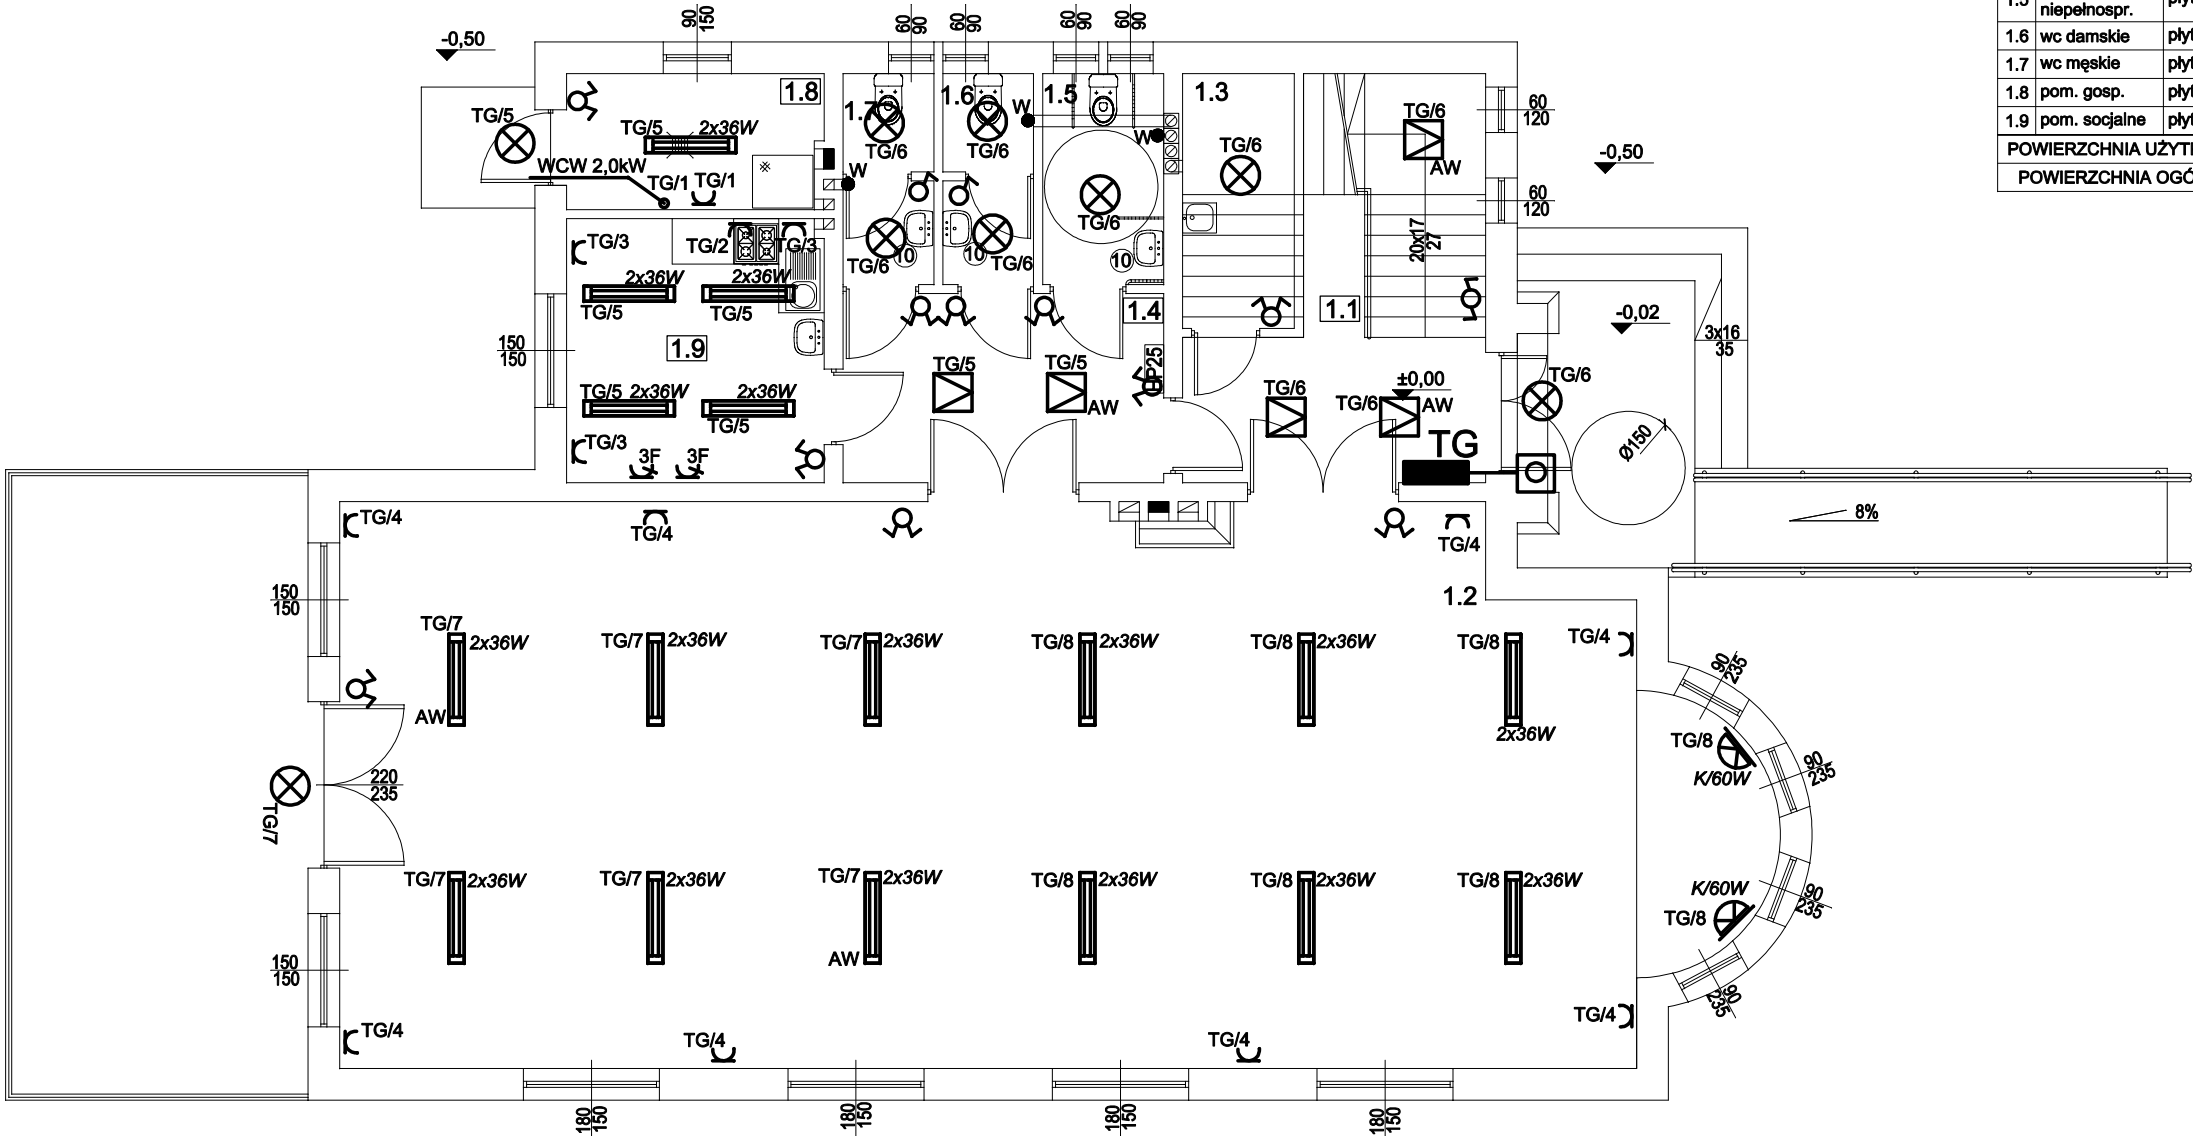 90
150
60
90
60
90
60
90
60
90
-0,50
1.5 niepełnospr.
1.6 wc damskie
1.7 wc męskie
1.8 pom. gosp.
1.9 pom. socjalne
POWIERZCHNIA
POWIERZCHNIA
1.8
1.7
1.6
1.5
1.3
TG/5
TG/5 2x36W
W
W
W
TG/6
TG/6
TG/6
TG/6
AW
60
120
-0,50
WCW 2,0kW
TG/1
TG/1
60
120
TG/6
TG/3
TG/2
TG/3
TG/6
10
10
TG/6
10
20x17
27
2x36W
2x36W
TG/5
TG/5
1.4
1.1
-0,02
150
150
1.9
3x16
35
HP25
TG/5
TG/5
AW
TG/6
TG/6
±0,00
AW
TG/6
TG/5 2x36W
2x36W
TG/5
TG/3
3F
3F
TG
Ø150
TG/4
TG/4
TG/4
8%
150
150
1.2
TG/7
2x36W
TG/7 2x36W
TG/7 2x36W
TG/8 2x36W
TG/8 2x36W
TG/8
2x36W
TG/4
AW
90
235
TG/8
K/60W
90
235
220
235
TG/7
TG/7 2x36W
TG/7 2x36W
TG/7 2x36W
TG/8 2x36W
TG/8 2x36W
TG/8 2x36W
K/60W
TG/8
90
235
AW
150
150
90
235
TG/4
TG/4
TG/4
TG/4
180
150
180
150
180
150
180
150